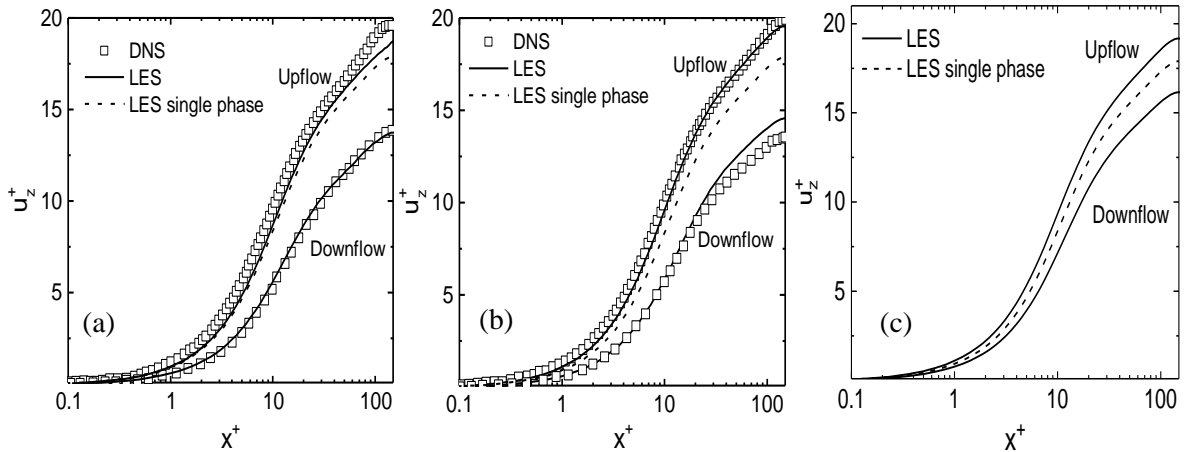 20
15
10
5
0.1
1
10
100
u_z^+
x^+
DNS
LES
LES single phase
Upflow
Downflow
(a)
20
15
10
5
0.1
1
10
100
u_z^+
x^+
DNS
LES
LES single phase
Upflow
Downflow
(b)
20
15
10
5
0.1
1
10
100
u_z^+
x^+
LES
LES single phase
Upflow
Downflow
(c)